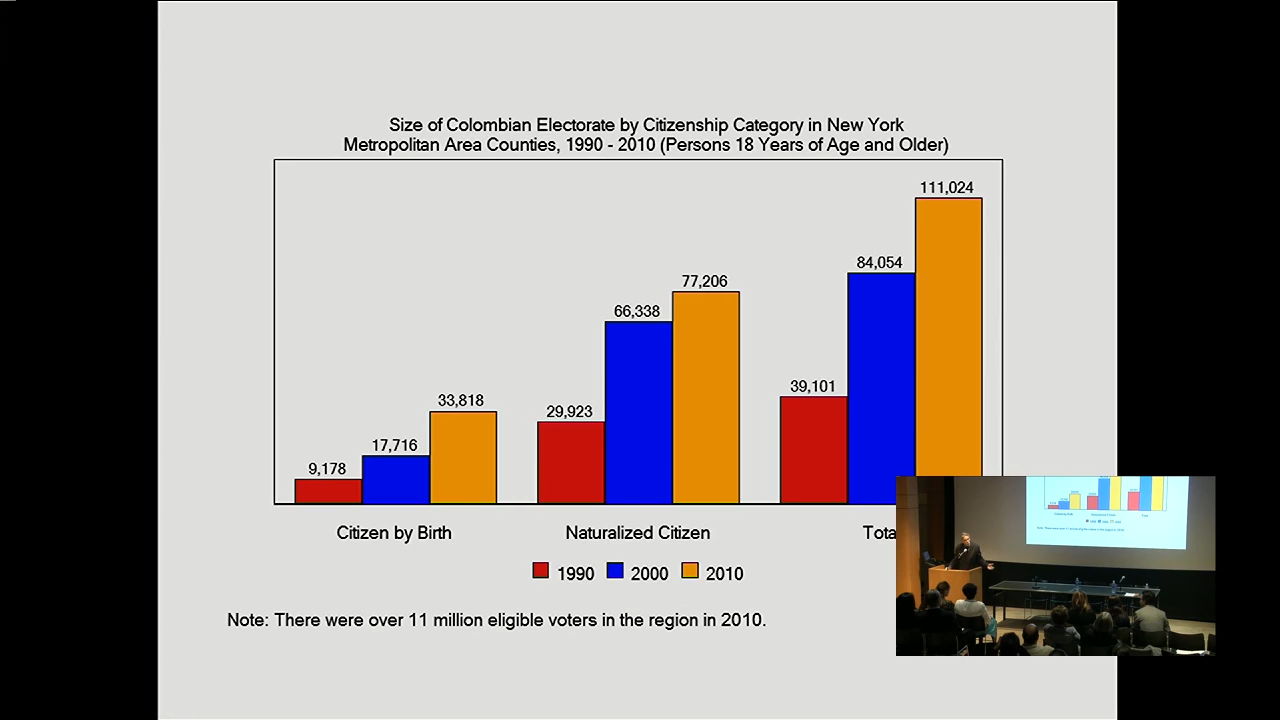 Size of Colombian Electorate by Citizenship Category in New York
Metropolitan Area Counties, 1990 - 2010 (Persons 18 Years of Age and Older)
111,024
84,054
77,206
66,338
39,101
33,818
29,923
17,716
9,178
Citizen by Birth Naturalized Citizen Tota
1990 2000 2010
Note: There were over 11 million eligible voters in the region in 2010.